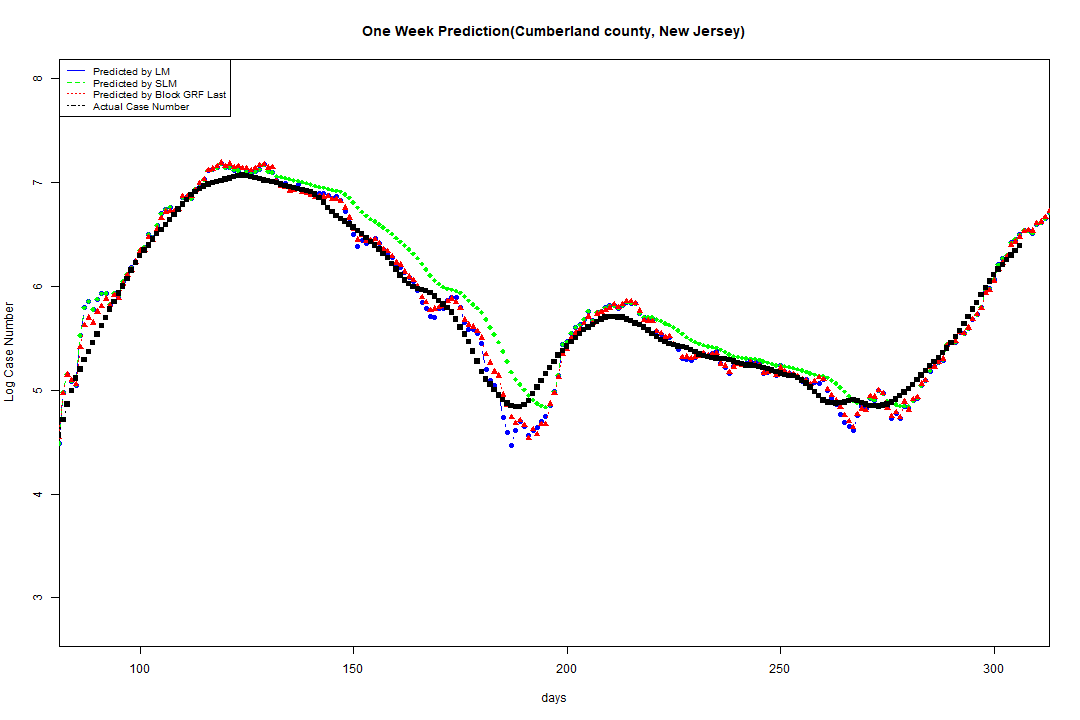 One Week Prediction(Cumberland county, New Jersey)
Predicted by LM
Predicted by SLM
Predicted by Block GRF Last
Actual Case Number
Log Case Number
8
7
6
5
4
3
100 150 200 250 300
days